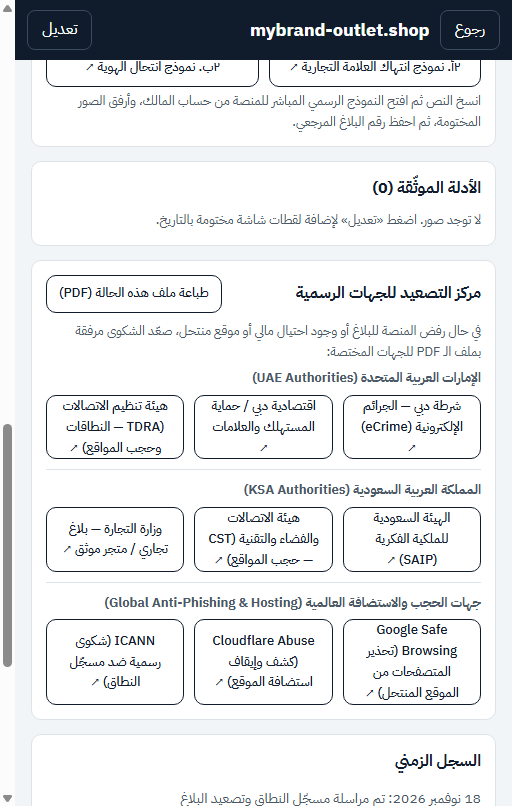 رجوع
mybrand-outlet.shop
تعديل
٢أ. نموذج انتهاك العلامة التجارية ↗
٢ب. نموذج انتحال الهوية ↗
انسخ النص ثم افتح النموذج الرسمي المباشر للمنصة من حساب المالك، وأرفق الصور
المختومة، ثم احفظ رقم البلاغ المرجعي.
الأدلة الموثّقة (0)
لا توجد صور. اضغط «تعديل» لإضافة لقطات شاشة مختومة بالتاريخ.
مركز التصعيد للجهات الرسمية
طباعة ملف هذه الحالة (PDF)
في حال رفض المنصة للبلاغ أو وجود احتيال مالي أو موقع منتحل، صعّد الشكوى مرفقة
بملف الـ PDF للجهات المختصة:
الإمارات العربية المتحدة (UAE Authorities)
شرطة دبي — الجرائم
الإلكترونية (eCrime)
↗
اقتصادية دبي / حماية
المستهلك والعلامات
↗
هيئة تنظيم الاتصالات
(TDRA — النطاقات
وحجب المواقع) ↗
المملكة العربية السعودية (KSA Authorities)
الهيئة السعودية
للملكية الفكرية
(SAIP) ↗
هيئة الاتصالات
والفضاء والتقنية (CST
— حجب المواقع) ↗
وزارة التجارة — بلاغ
تجاري / متجر موثق ↗
جهات الحجب والاستضافة العالمية (Global Anti-Phishing & Hosting)
Google Safe
Browsing (تحذير
المتصفحات من
الموقع المنتحل) ↗
Cloudflare Abuse
(كشف وإيقاف
استضافة الموقع) ↗
ICANN (شكوى
رسمية ضد مسجّل
النطاق) ↗
السجل الزمني
18 نوفمبر 2026: تم مراسلة مسجّل النطاق وتصعيد البلاغ